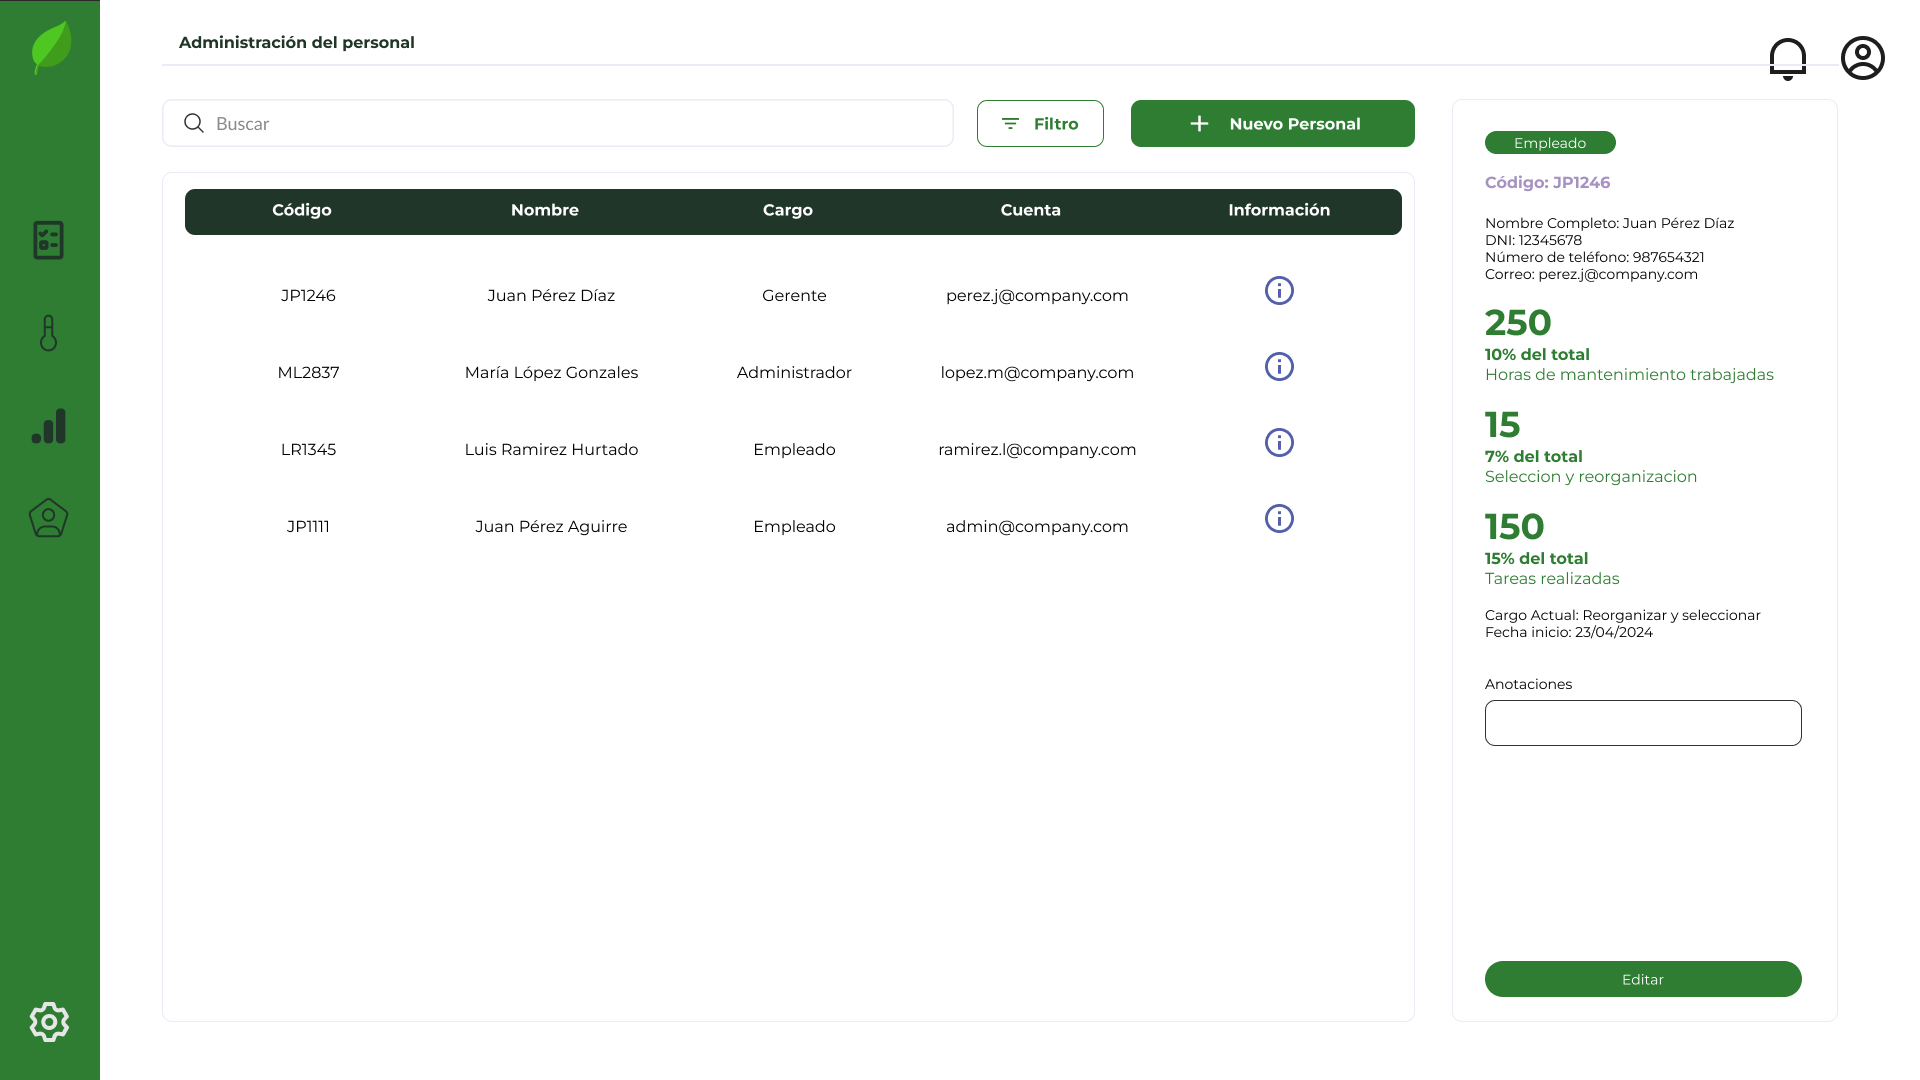 Administración del personal
Buscar
Filtro
Nuevo Personal
Código Nombre Cargo Cuenta Información
JP1246 Juan Pérez Díaz Gerente perez.j@company.com
ML2837 María López Gonzales Administrador lopez.m@company.com
LR1345 Luis Ramirez Hurtado Empleado ramirez.l@company.com
JP1111 Juan Pérez Aguirre Empleado admin@company.com
Empleado
Código: JP1246
Nombre Completo: Juan Pérez Díaz
DNI: 12345678
Número de teléfono: 987654321
Correo: perez.j@company.com
250
10% del total
Horas de mantenimiento trabajadas
15
7% del total
Seleccion y reorganizacion
150
15% del total
Tareas realizadas
Cargo Actual: Reorganizar y seleccionar
Fecha inicio: 23/04/2024
Anotaciones
Editar